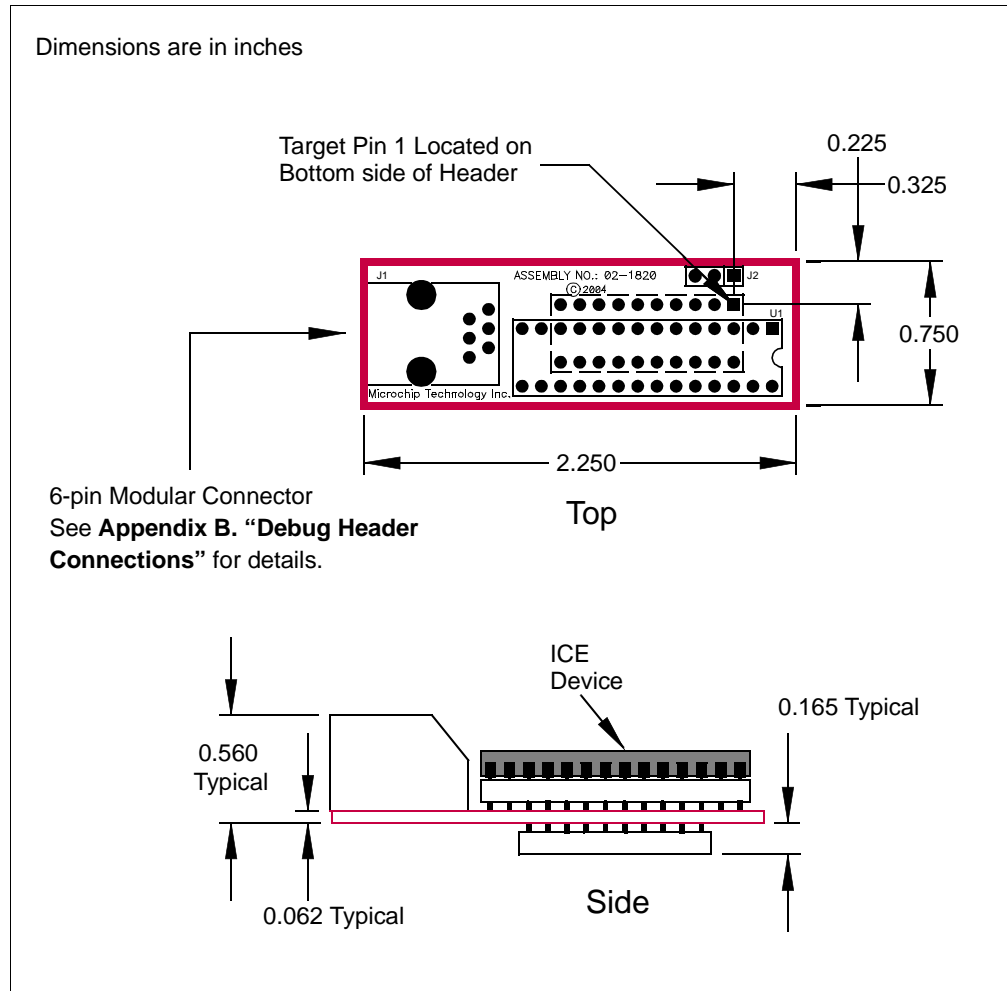 Dimensions are in inches
Target Pin 1 Located on
Bottom side of Header
0.225
0.325
J1
ASSEMBLY NO.: 02-1820
© 2004
J2
U1
0.750
Microchip Technology Inc.
2.250
Top
6-pin Modular Connector
See Appendix B. “Debug Header
Connections” for details.
ICE
Device
0.165 Typical
0.560
Typical
0.062 Typical
Side